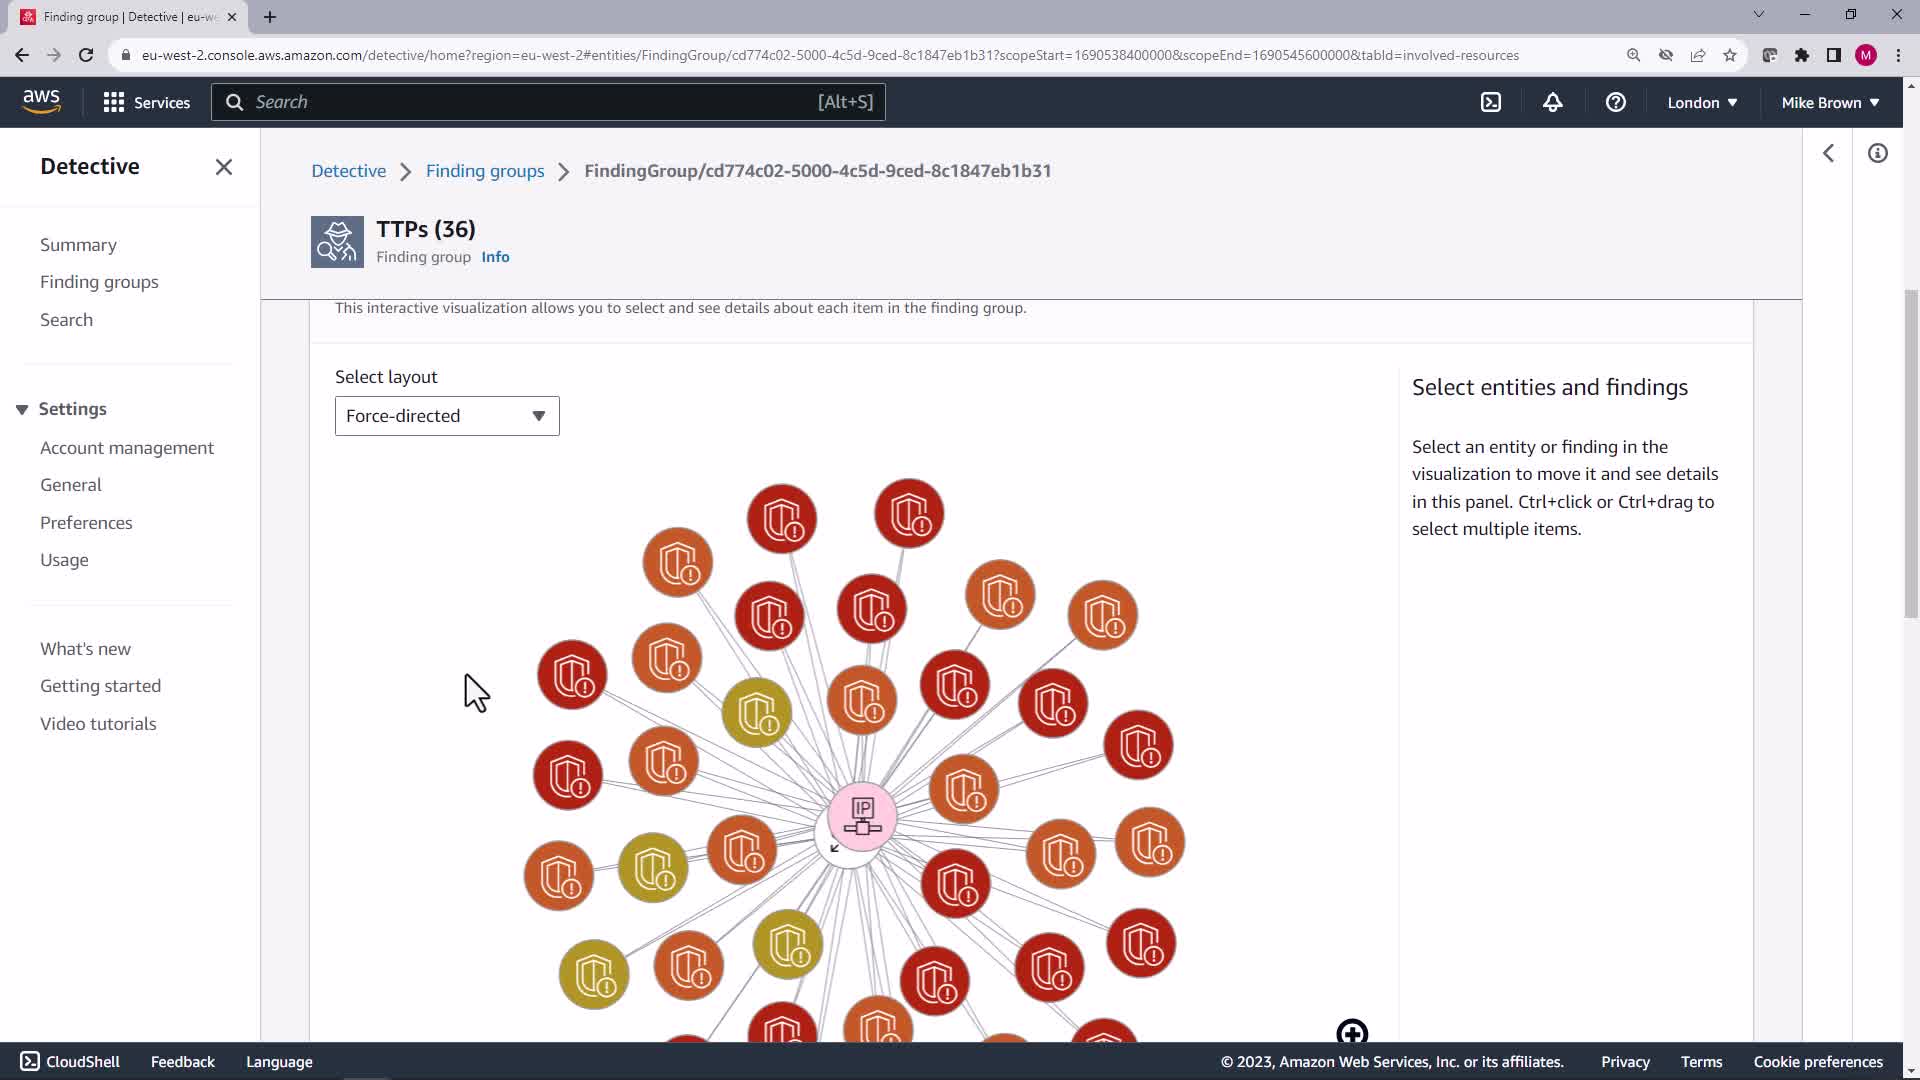 Finding group | Detective | eu-we
eu-west-2.console.aws.amazon.com/detective/home?region=eu-west-2#entities/FindingGroup/cd774c02-5000-4c5d-9ced-8c1847eb1b31?scopeStart=1690538400000&scopeEnd=1690545600000&tabId=involved-resources
M
aws
Services
Search
[Alt+S]
London
Mike Brown
Detective
Summary
Finding groups
Search
Settings
Account management
General
Preferences
Usage
What's new
Getting started
Video tutorials
Detective
Finding groups
FindingGroup/cd774c02-5000-4c5d-9ced-8c1847eb1b31
TTPs (36)
Finding group Info
This interactive visualization allows you to select and see details about each item in the finding group.
Select layout
Force-directed
IP
Select entities and findings
Select an entity or finding in the
visualization to move it and see details
in this panel. Ctrl+click or Ctrl+drag to
select multiple items.
CloudShell
Feedback
Language
© 2023, Amazon Web Services, Inc. or its affiliates.
Privacy
Terms
Cookie preferences